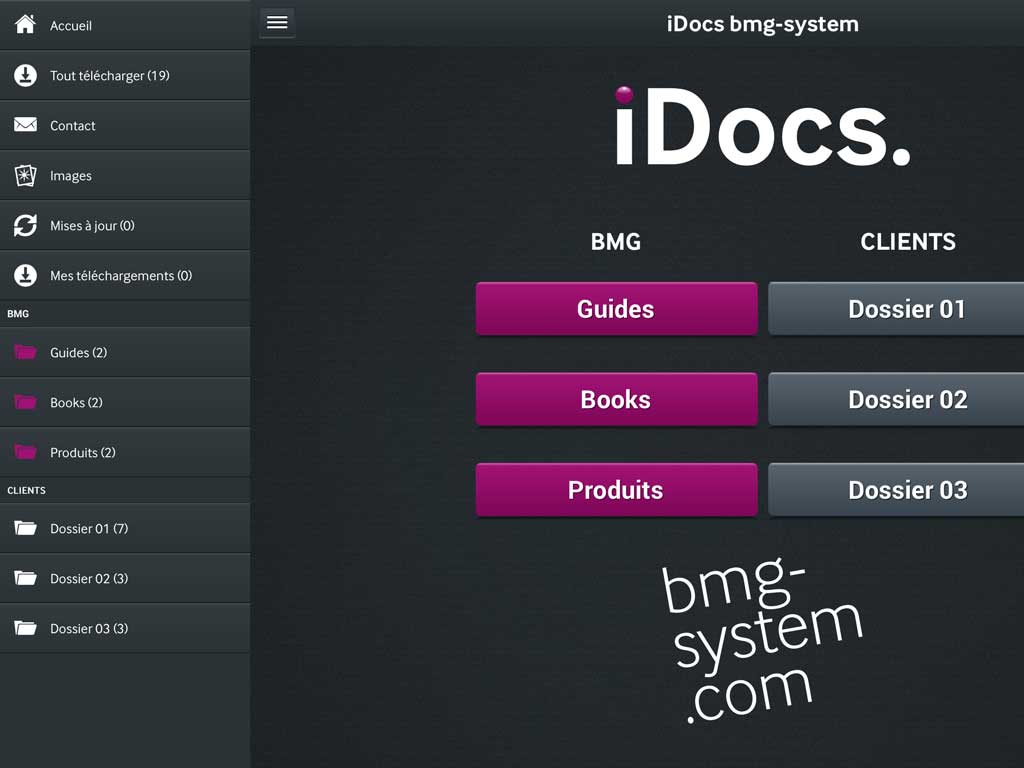 Accueil
Tout télécharger (19)
Contact
Images
Mises à jour (0)
Mes téléchargements (0)
BMG
Guides (2)
Books (2)
Produits (2)
CLIENTS
Dossier 01 (7)
Dossier 02 (3)
Dossier 03 (3)
iDocs bmg-system
iDocs.
BMG
CLIENTS
Guides
Dossier 01
Books
Dossier 02
Produits
Dossier 03
bmg-
system
.com